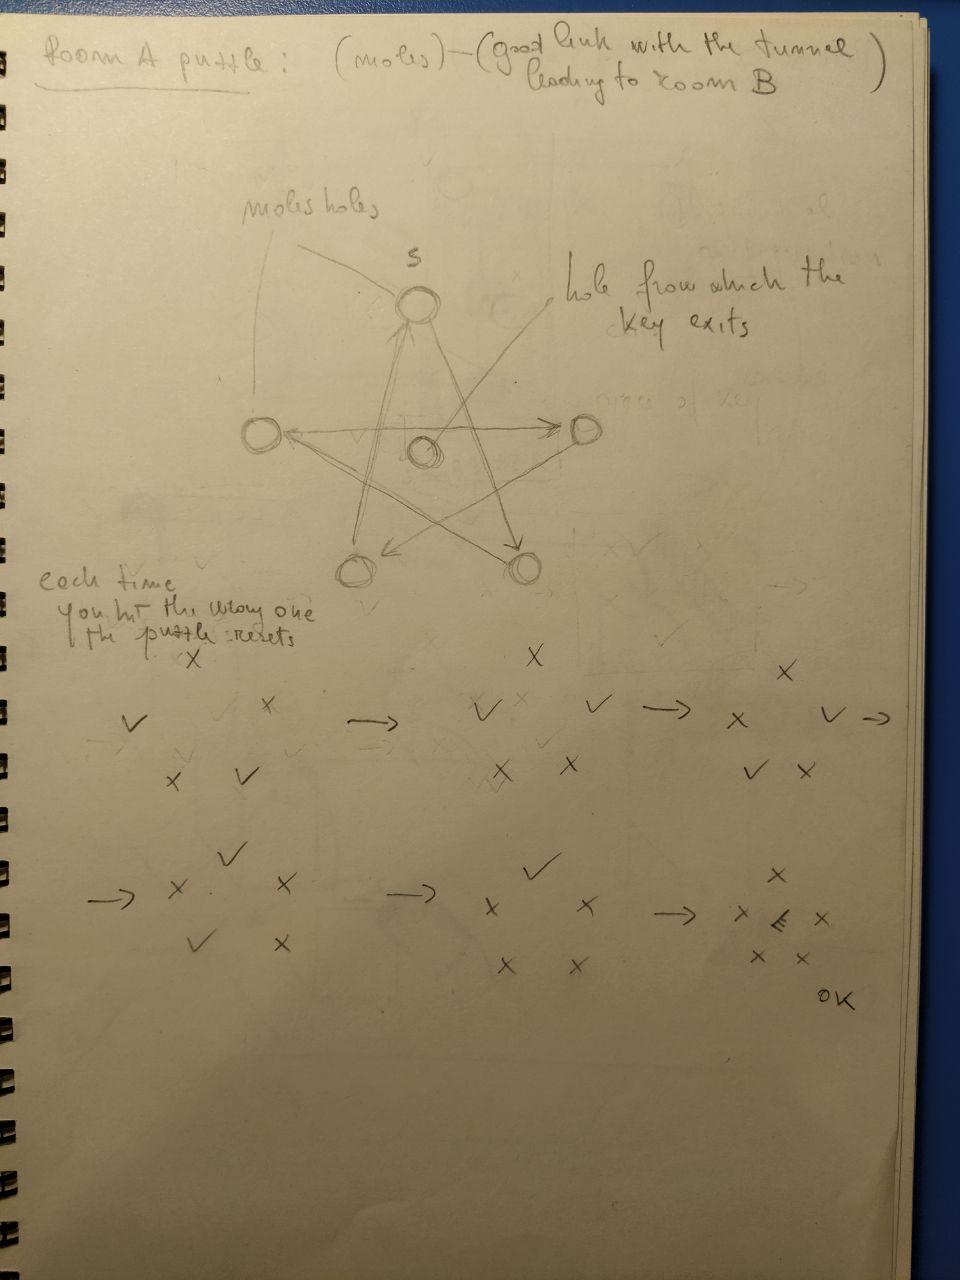 Room A puzzle: (moles) - (good link with the tunnel
leading to room B)
moles holes
S
hole from which the
key exits
each time
you hit the wrong one
the puzzle resets
OK